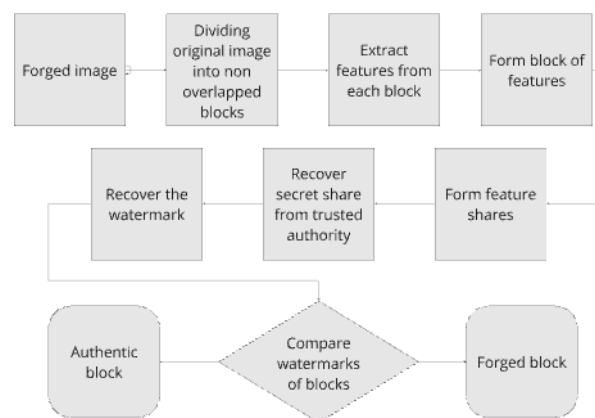 Forged image
Dividing
original image
into non
overlapped
blocks
Extract
features from
each block
Form block of
features
Recover the
watermark
Recover
secret share
from trusted
authority
Form feature
shares
Authentic
block
Compare
watermarks
of blocks
Forged block